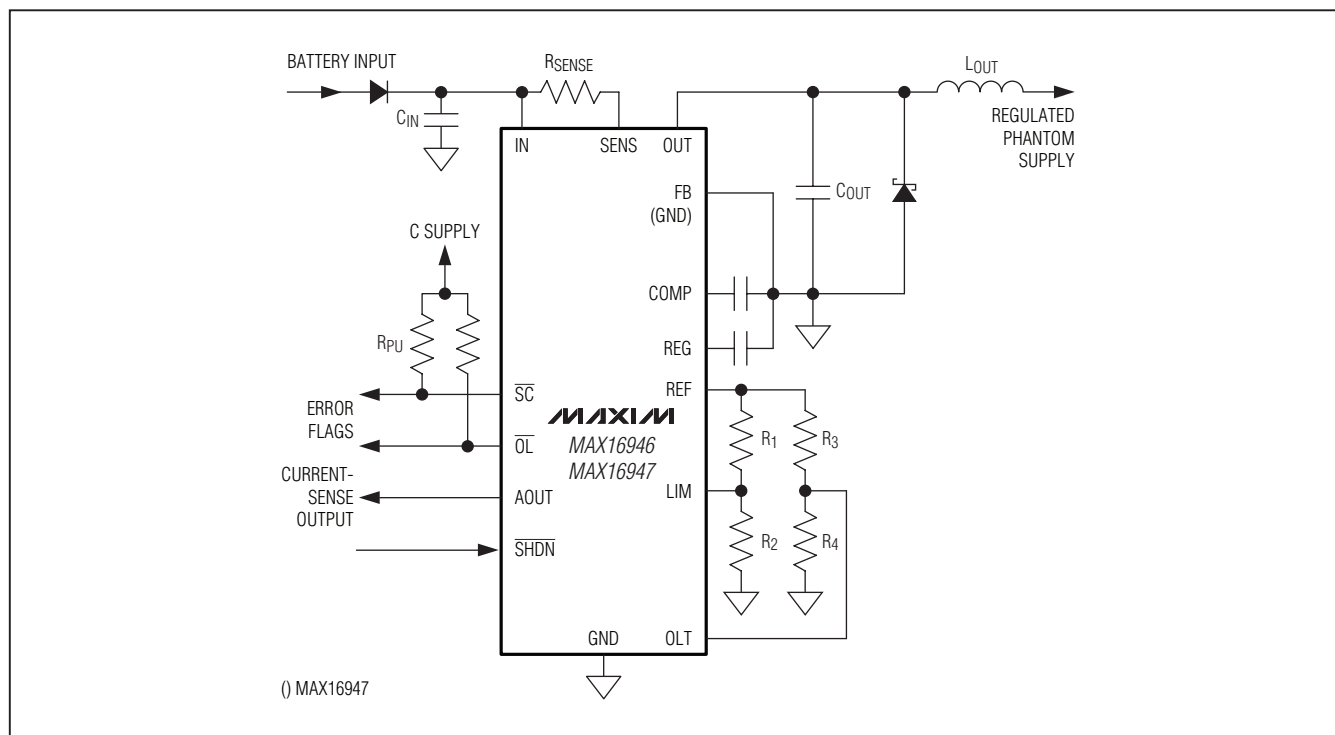 BATTERY INPUT
RSENSE
LOUT
CIN
REGULATED
PHANTOM
SUPPLY
IN
SENS
OUT
FB
(GND)
COUT
C SUPPLY
COMP
RPU
REG
REF
SC
ERROR
FLAGS
MAXIM
R1
R3
OL
MAX16946
MAX16947
CURRENT-
SENSE
OUTPUT
AOUT
LIM
SHDN
R2
R4
GND
OLT
() MAX16947